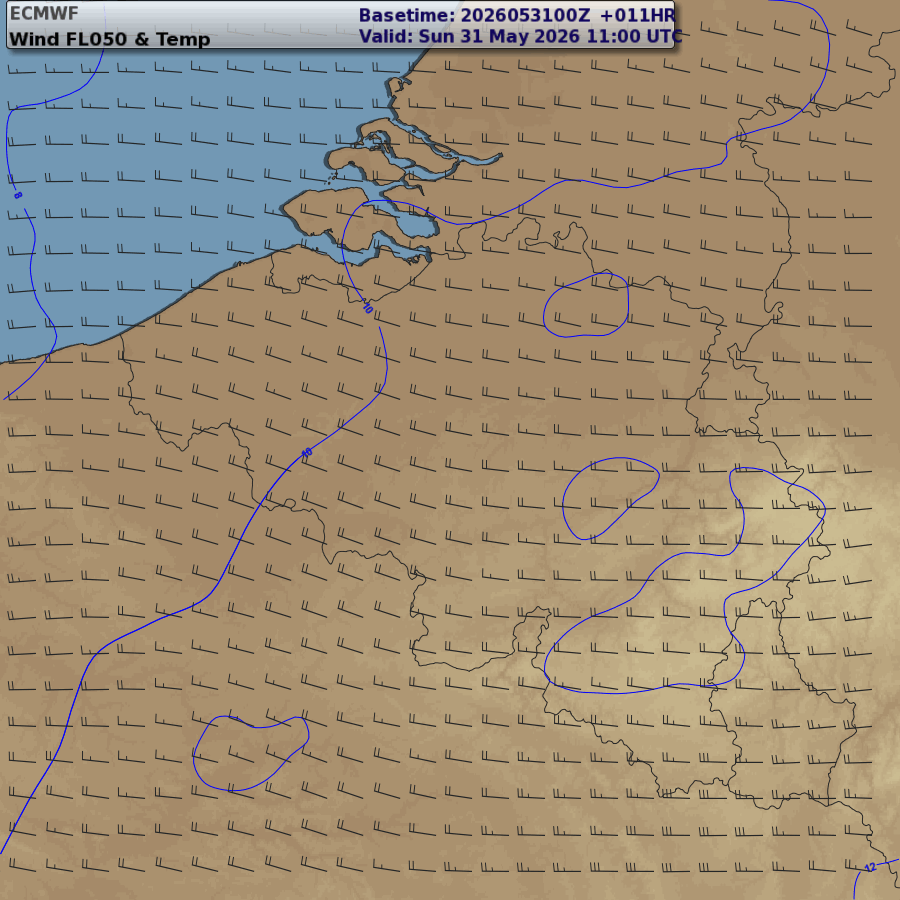 ECMWF
Basetime: 2026053100Z +011HR
Wind FL050 & Temp
Valid: Sun 31 May 2026 11:00 UTC
8
10
10
12